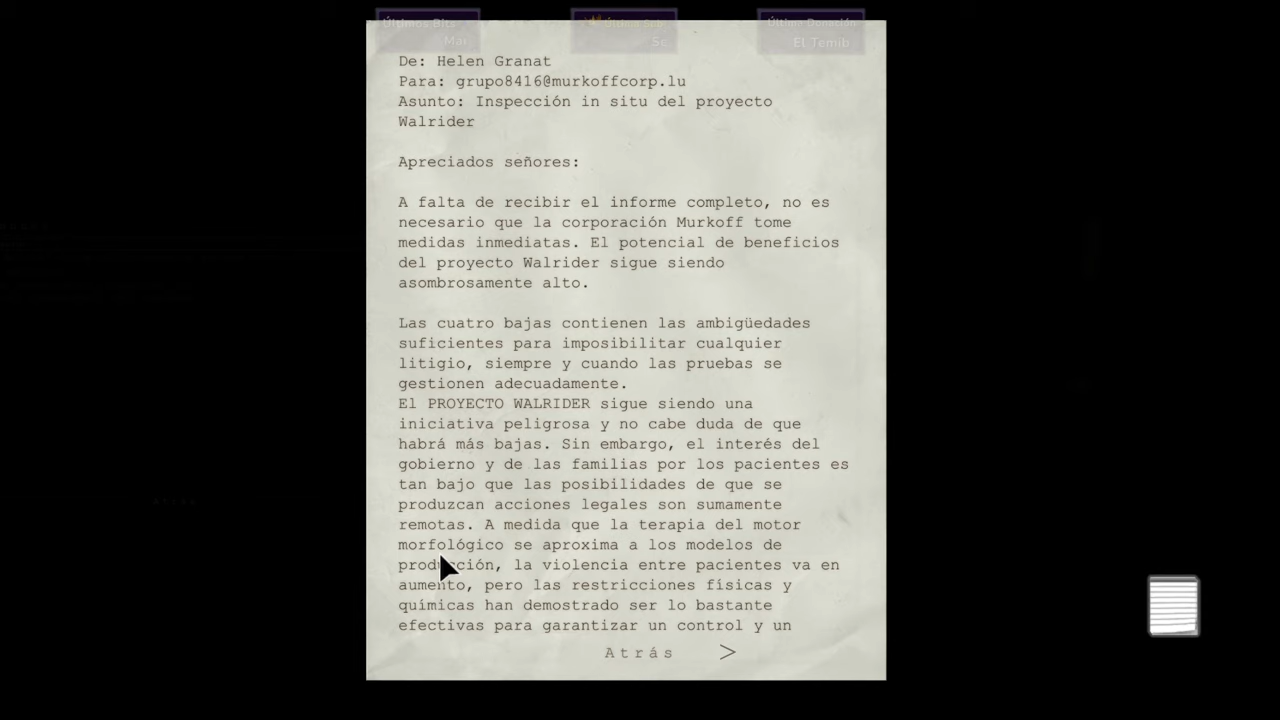 De: Helen Granat
Para: grupo8416@murkoffcorp.lu
Asunto: Inspección in situ del proyecto
Walrider
Apreciados señores:
A falta de recibir el informe completo, no es
necesario que la corporación Murkoff tome
medidas inmediatas. El potencial de beneficios
del proyecto Walrider sigue siendo
asombrosamente alto.
Las cuatro bajas contienen las ambigüedades
suficientes para imposibilitar cualquier
litigio, siempre y cuando las pruebas se
gestionen adecuadamente.
El PROYECTO WALRIDER sigue siendo una
iniciativa peligrosa y no cabe duda de que
habrá más bajas. Sin embargo, el interés del
gobierno y de las familias por los pacientes es
tan bajo que las posibilidades de que se
produzcan acciones legales son sumamente
remotas. A medida que la terapia del motor
morfológico se aproxima a los modelos de
producción, la violencia entre pacientes va en
aumento, pero las restricciones físicas y
químicas han demostrado ser lo bastante
efectivas para garantizar un control y un
Atrás >